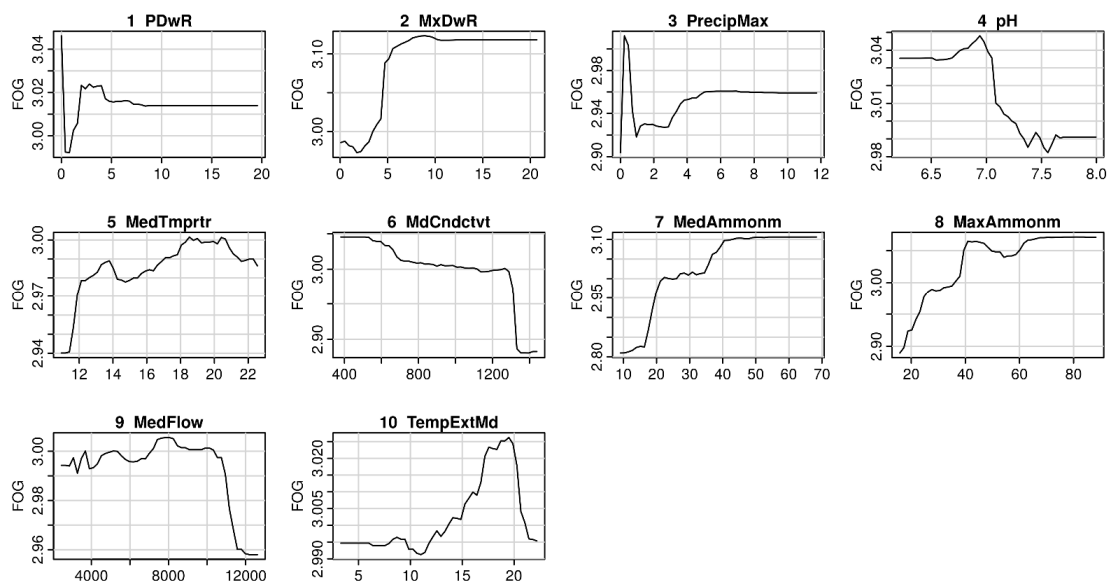 1 PDwR
FOG
3.00 3.02 3.04
0 5 10 15 20
2 MxDwR
FOG
3.00 3.10
0 5 10 15 20
3 PrecipMax
FOG
2.90 2.94 2.98
0 2 4 6 8 10 12
4 pH
FOG
2.98 3.01 3.04
6.5 7.0 7.5 8.0
5 MedTmprtr
FOG
2.94 2.97 3.00
12 14 16 18 20 22
6 MdCndctvt
FOG
2.90 3.00
400 800 1200
7 MedAmmonm
FOG
2.80 2.95 3.10
10 20 30 40 50 60 70
8 MaxAmmonm
FOG
2.90 3.00
20 40 60 80
9 MedFlow
FOG
2.96 2.98 3.00
4000 8000 12000
10 TempExtMd
FOG
2.990 3.005 3.020
5 10 15 20